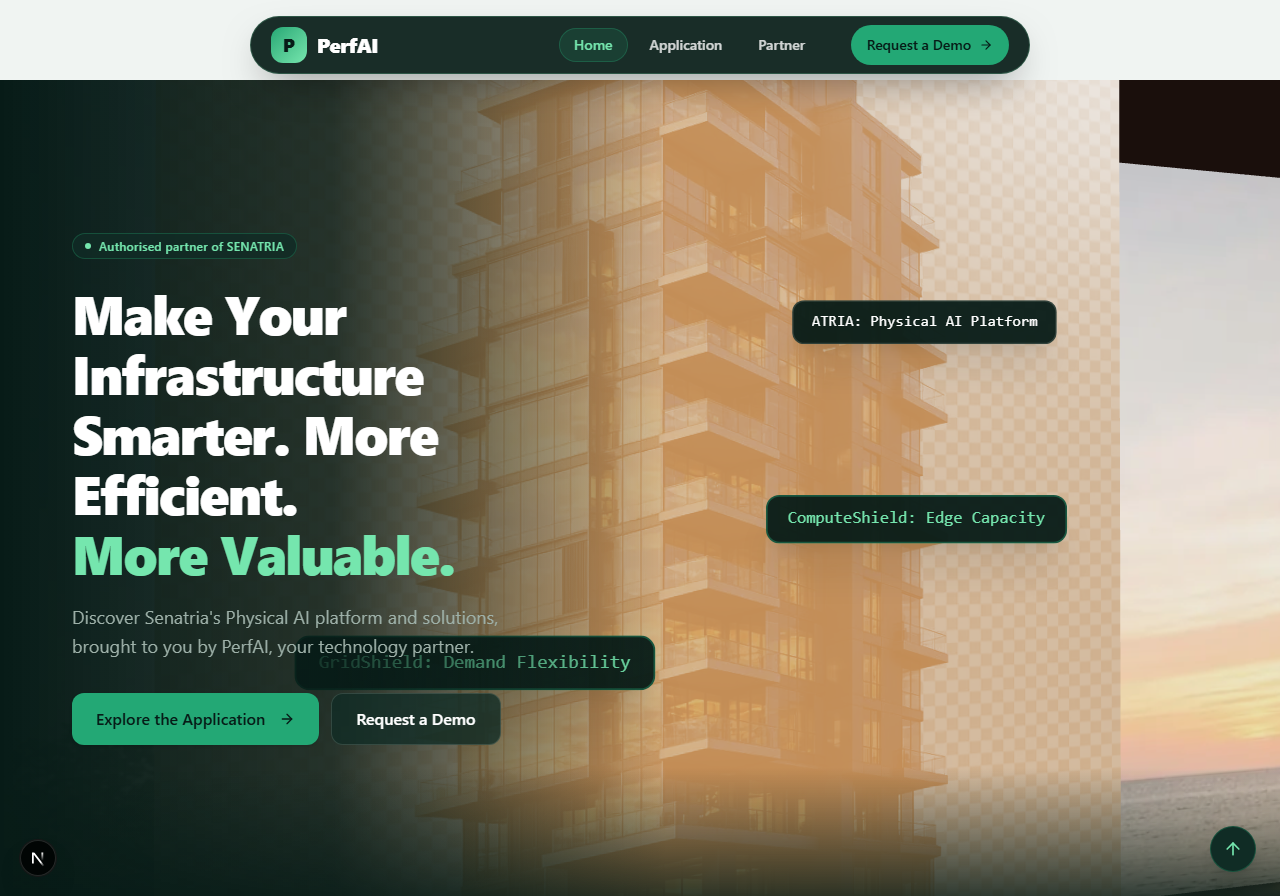 P PerfAI
Home
Application
Partner
Request a Demo
Authorised partner of SENATRIA
Make Your
Infrastructure
Smarter. More
Efficient.
More Valuable.
ATRIA: Physical AI Platform
ComputeShield: Edge Capacity
Discover Senatria's Physical AI platform and solutions,
brought to you by PerfAI, your technology partner.
GridShield: Demand Flexibility
Explore the Application
Request a Demo
N